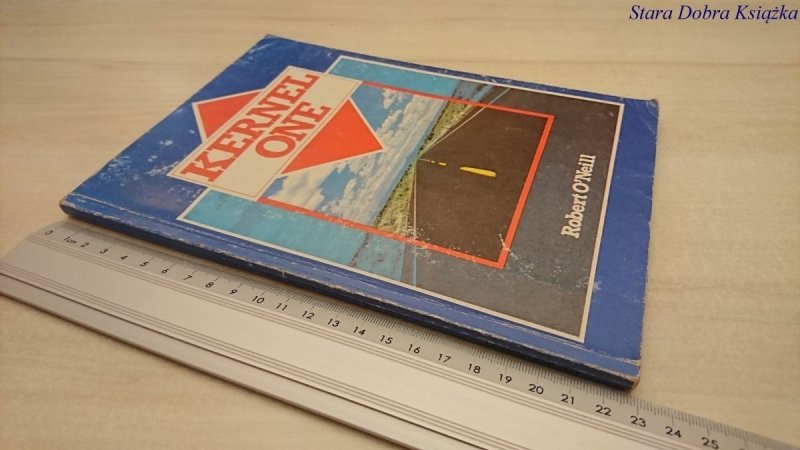 Stara Dobra Książka
KERNEL
ONE
Robert O'Neill
0 1cm 2 3 4 5 6 7 8 9 10 11 12 13 14 15 16 17 18 19 20 21 22 23 24 25